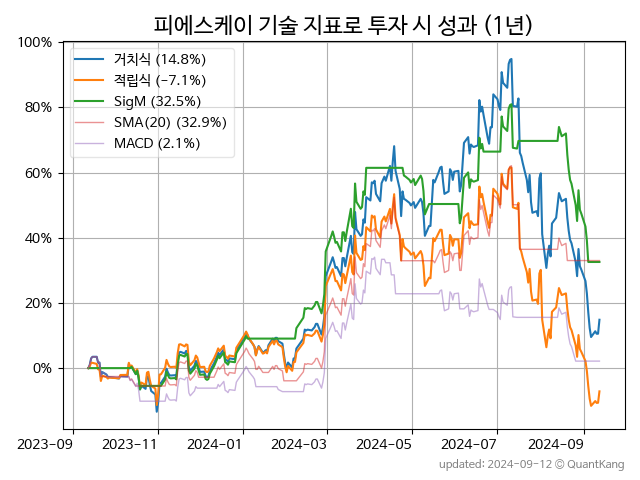 피에스케이 기술 지표로 투자 시 성과 (1년)
100%
80%
60%
40%
20%
0%
거치식 (14.8%)
적립식 (-7.1%)
SigM (32.5%)
SMA(20) (32.9%)
MACD (2.1%)
2023-09 2023-11 2024-01 2024-03 2024-05 2024-07 2024-09
updated: 2024-09-12 © QuantKang